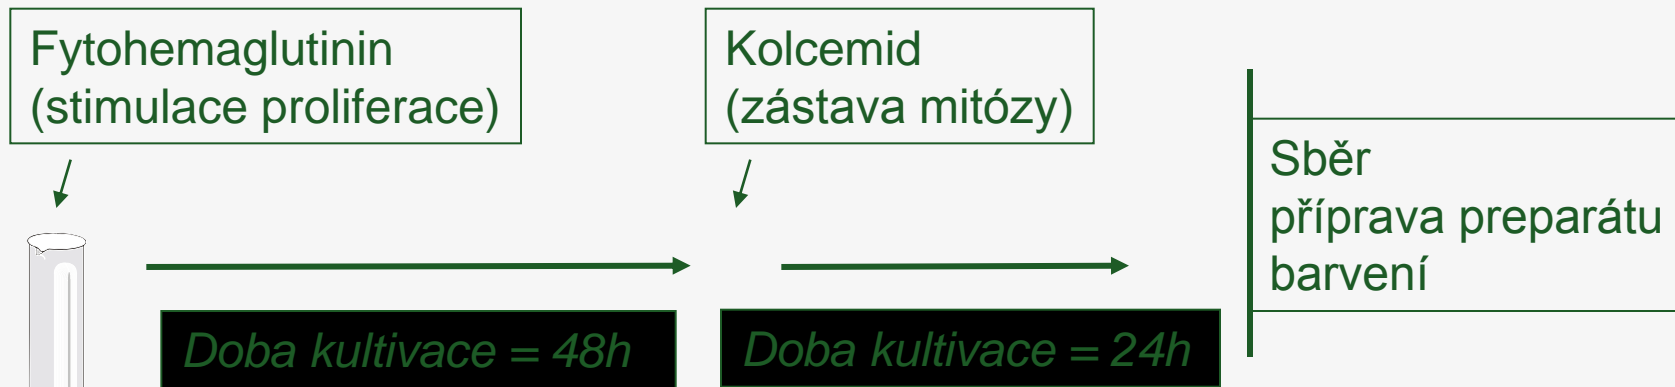 Fytohemaglutinin
(stimulace proliferace)
Kolcemid
(zástava mitózy)
Sběr
příprava preparátu
barvení
Doba kultivace = 48h
Doba kultivace = 24h